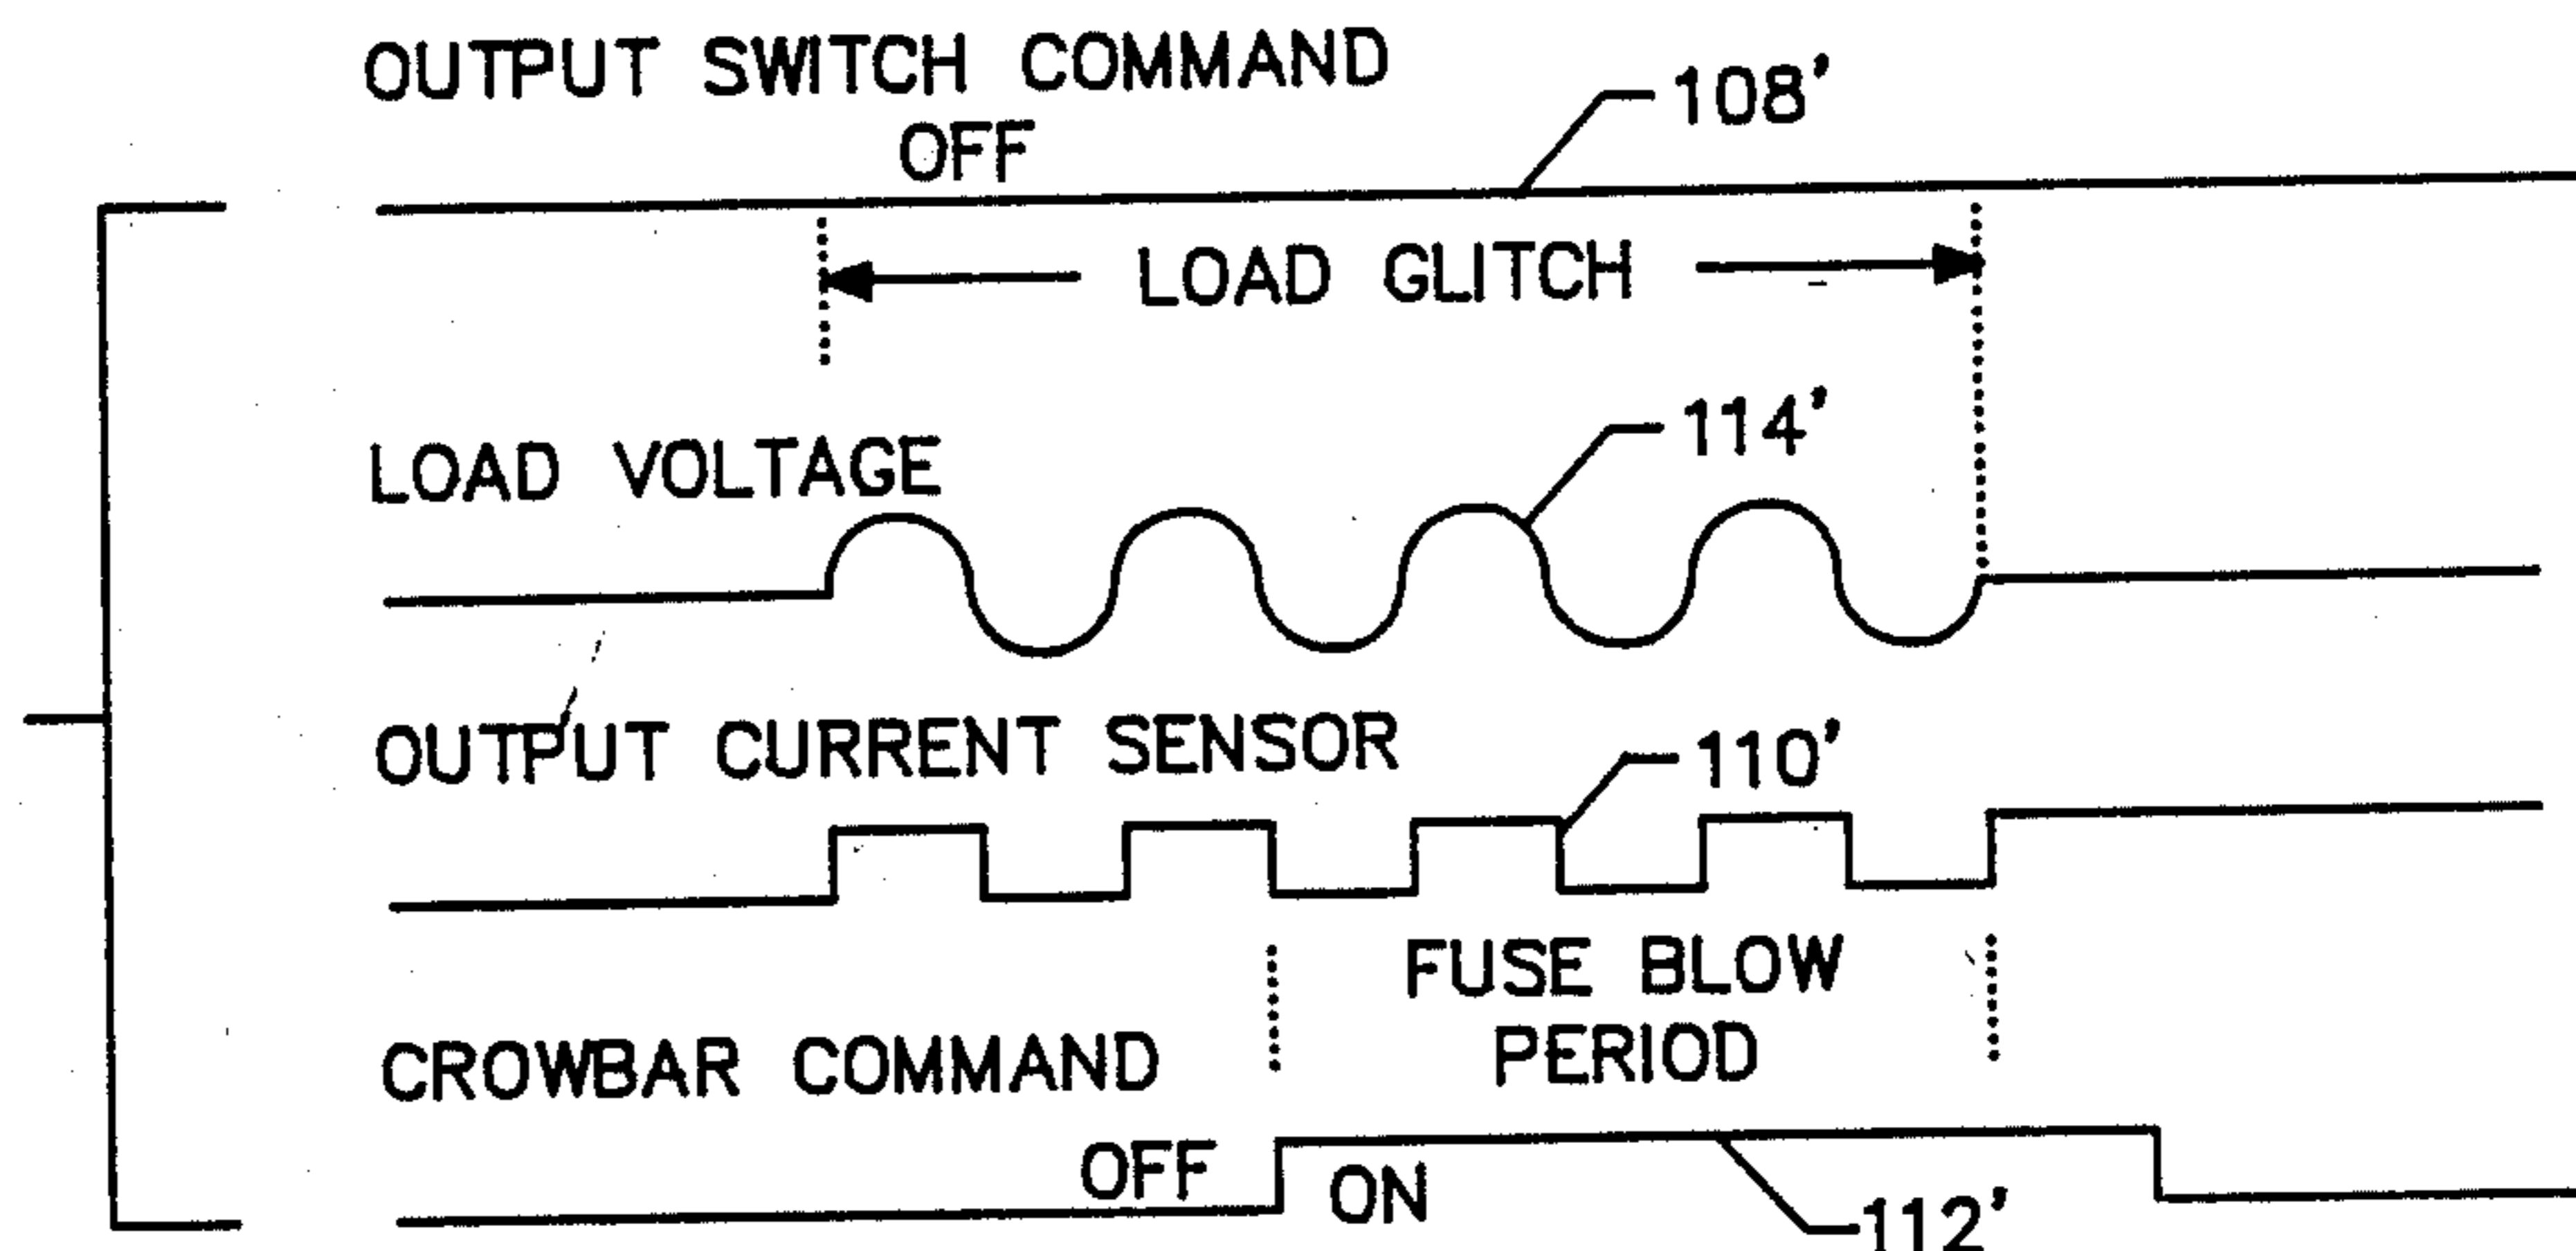 OUTPUT SWITCH COMMAND
108'
OFF
LOAD GLITCH
114'
LOAD VOLTAGE
OUTPUT CURRENT SENSOR
110'
FUSE BLOW
PERIOD
CROWBAR COMMAND
OFF
ON
112'